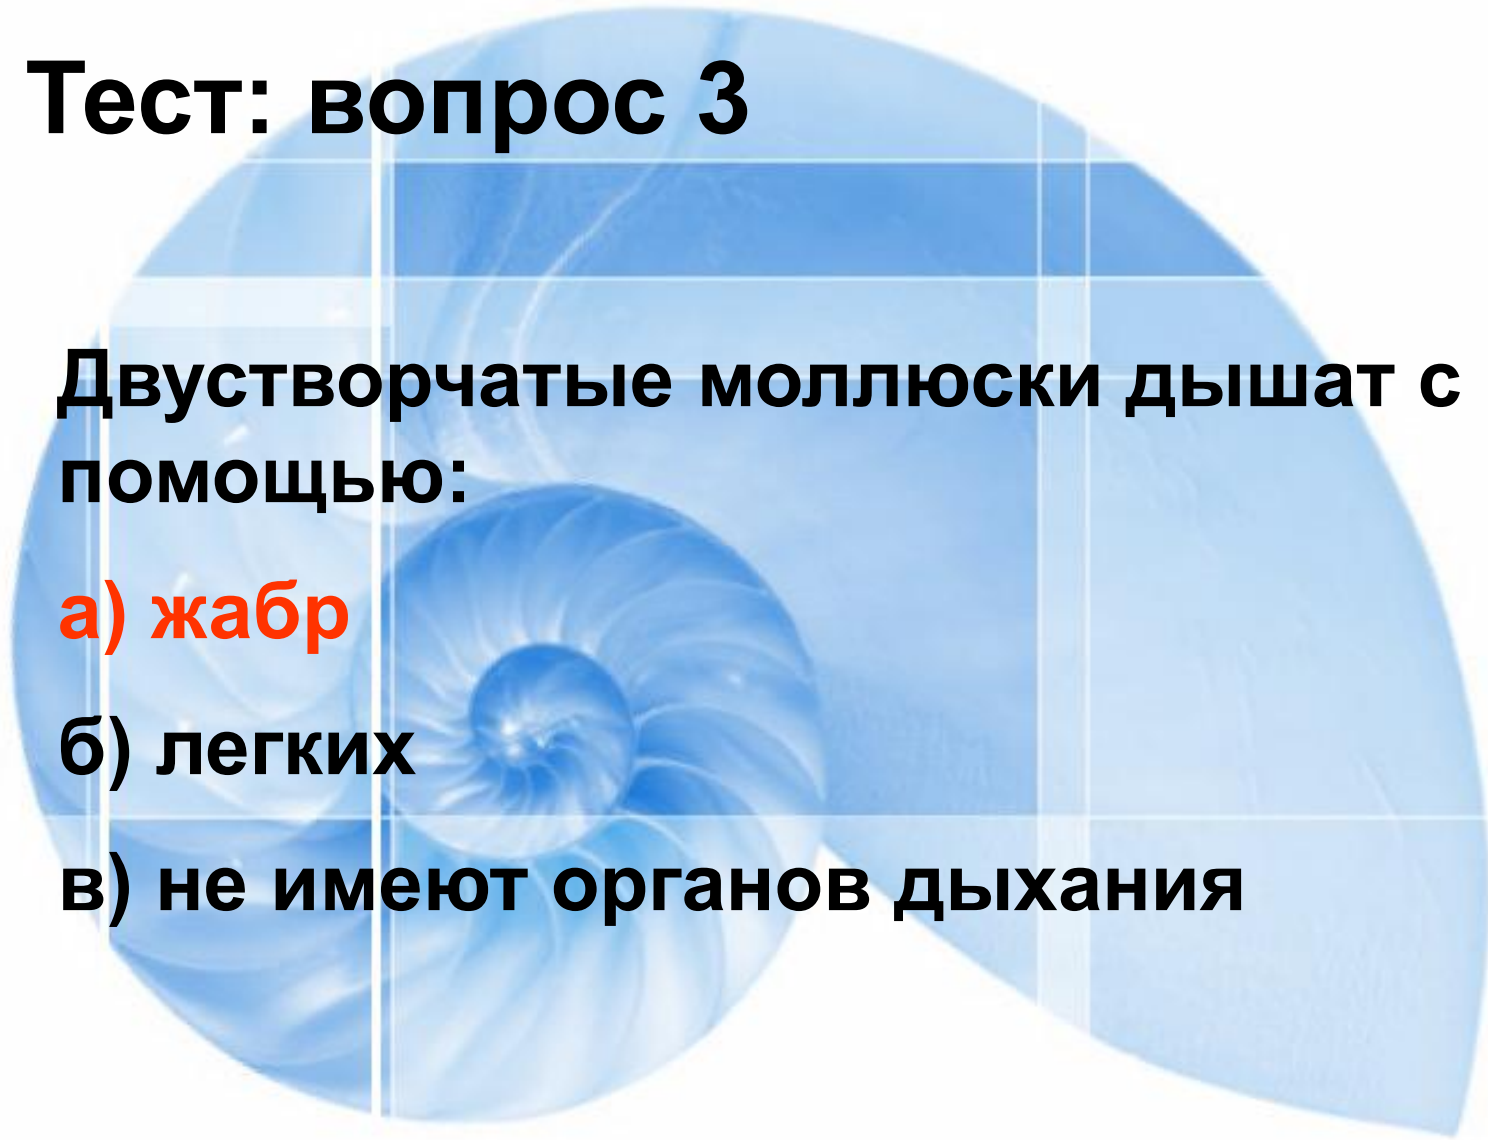 Тест: вопрос 3
Двустворчатые моллюски дышат с
помощью:
а) жабр
б) легких
в) не имеют органов дыхания